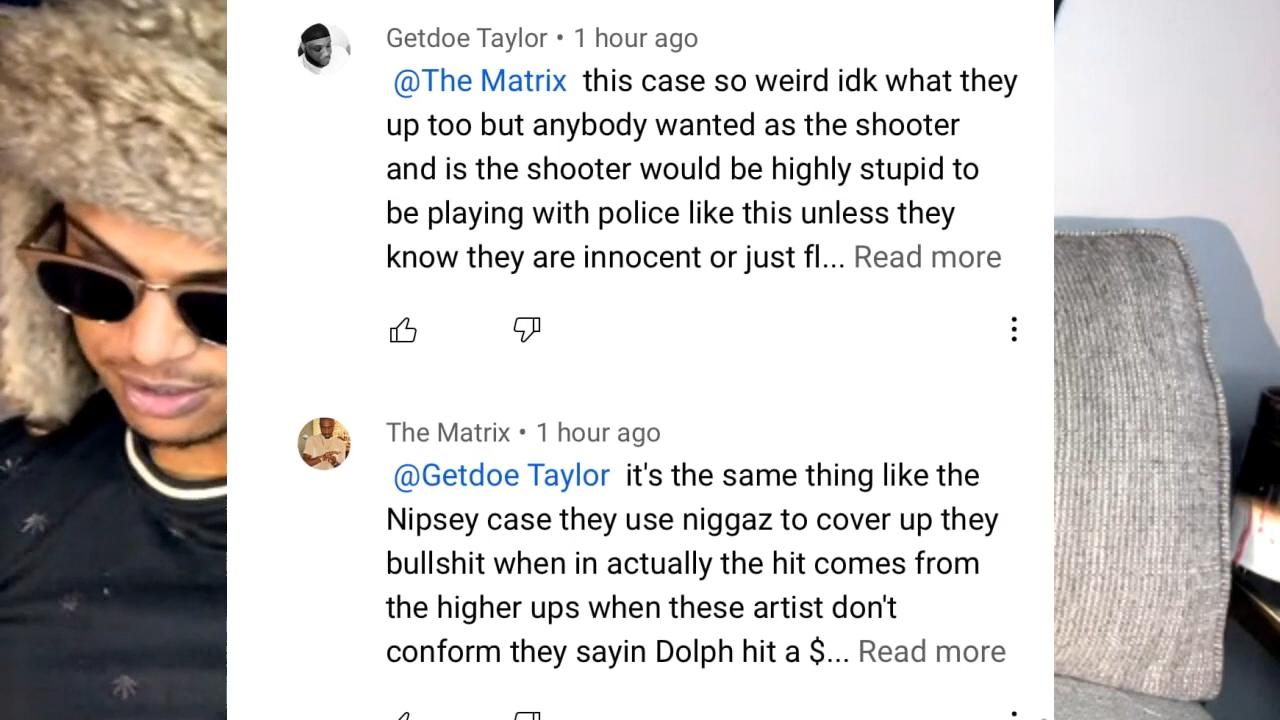 Getdoe Taylor • 1 hour ago
@The Matrix this case so weird idk what they
up too but anybody wanted as the shooter
and is the shooter would be highly stupid to
be playing with police like this unless they
know they are innocent or just fl... Read more
The Matrix • 1 hour ago
@Getdoe Taylor it's the same thing like the
Nipsey case they use niggaz to cover up they
bullshit when in actually the hit comes from
the higher ups when these artist don't
conform they sayin Dolph hit a $... Read more